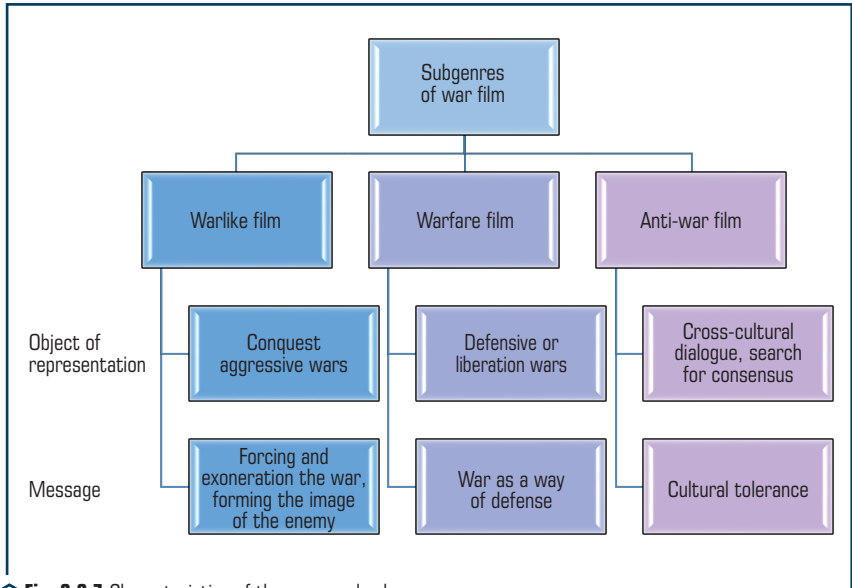 Subgenres
of war film
Warlike film
Warfare film
Anti-war film
Object of
representation
Conquest
aggressive wars
Defensive or
liberation wars
Cross-cultural
dialogue, search
for consensus
Message
Forcing and
exoneration the war,
forming the image
of the enemy
War as a way
of defense
Cultural tolerance